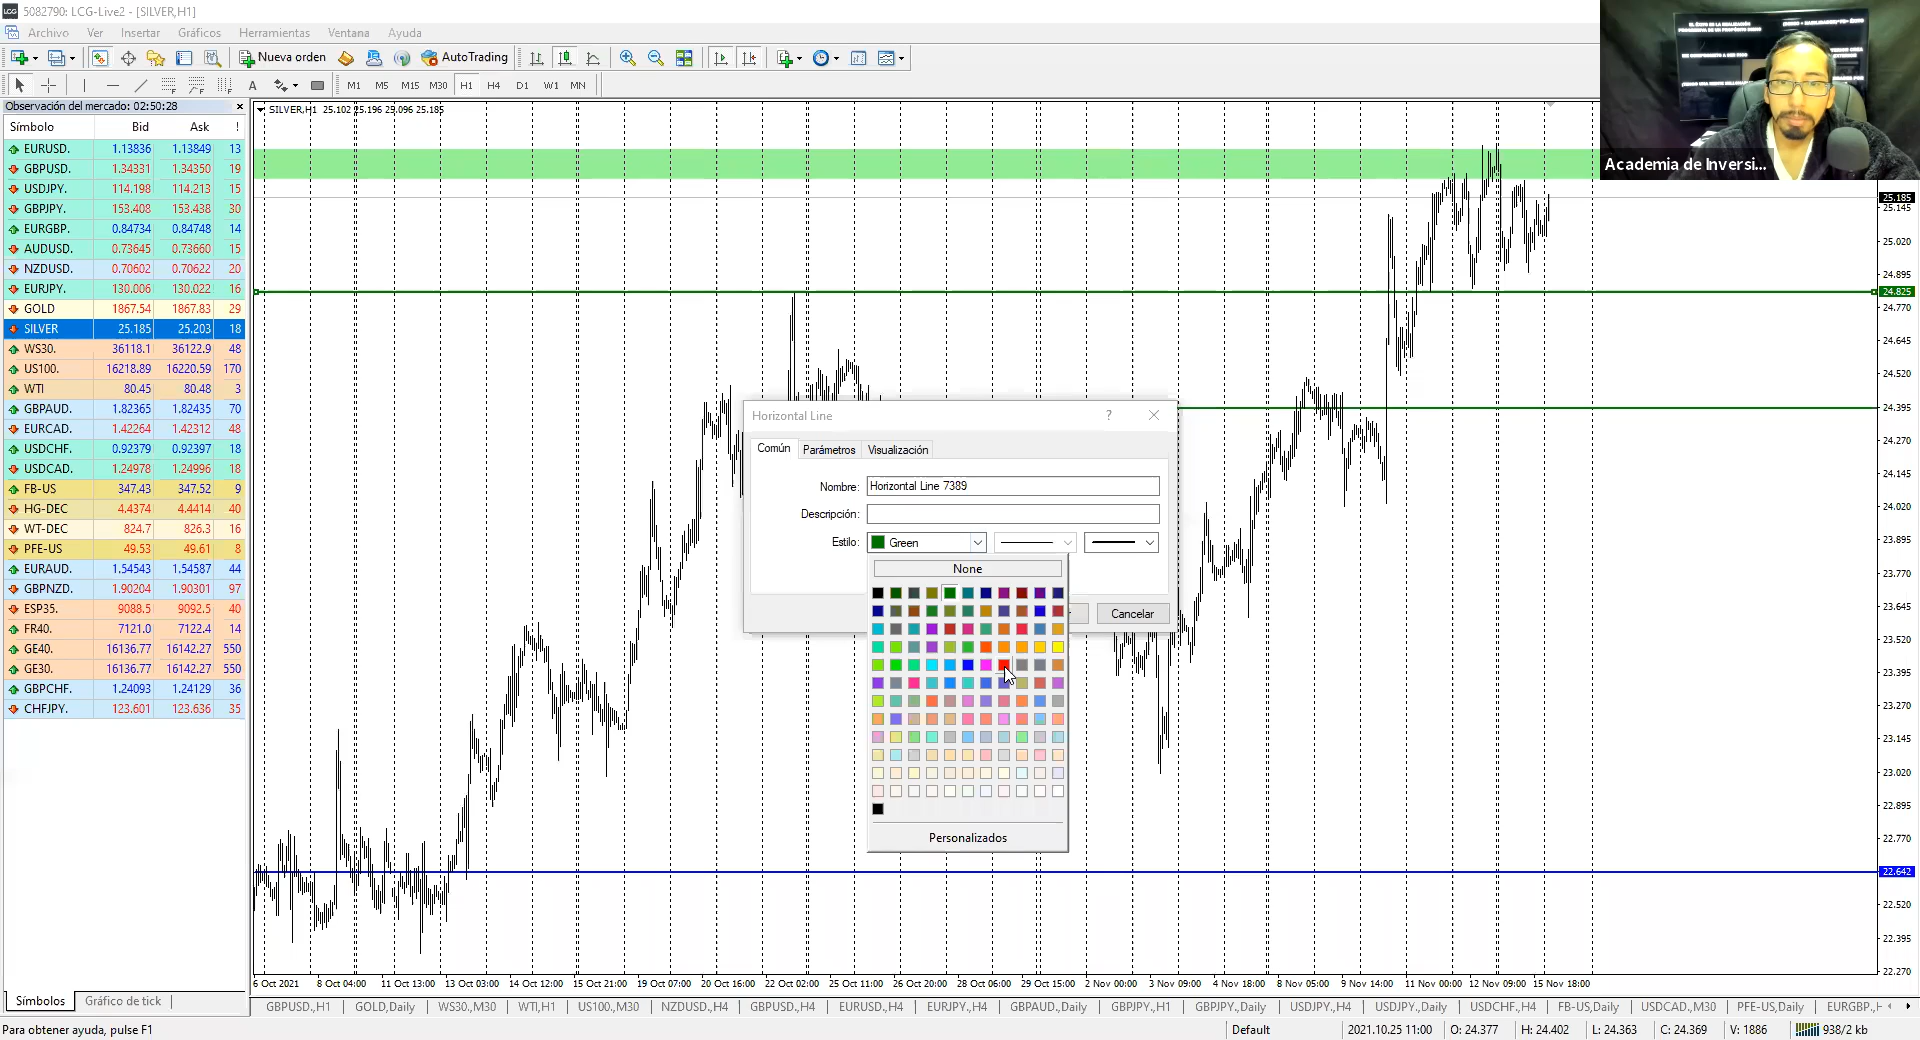 5082790: LCG-Live2 - [SILVER,H1]
Archivo Ver Insertar Gráficos Herramientas Ventana Ayuda
Nueva orden AutoTrading
A M1 M5 M15 M30 H1 H4 D1 W1 MN
Observación del mercado: 02:50:28
Símbolo Bid Ask !
EURUSD. 1.13836 1.13849 13
GBPUSD. 1.34331 1.34350 19
USDJPY. 114.198 114.213 15
GBPJPY. 153.408 153.438 30
EURGBP. 0.84734 0.84748 14
AUDUSD. 0.73645 0.73660 15
NZDUSD. 0.70602 0.70622 20
EURJPY. 130.006 130.022 16
GOLD 1867.54 1867.83 29
SILVER 25.185 25.203 18
WS30. 36118.1 36122.9 48
US100. 16218.89 16220.59 170
WTI 80.45 80.48 3
GBPAUD. 1.82365 1.82435 70
EURCAD. 1.42264 1.42312 48
USDCHF. 0.92379 0.92397 18
USDCAD. 1.24978 1.24996 18
FB-US 347.43 347.52 9
HG-DEC 4.4374 4.4414 40
WT-DEC 824.7 826.3 16
PFE-US 49.53 49.61 8
EURAUD. 1.54543 1.54587 44
GBPNZD. 1.90204 1.90301 97
ESP35. 9088.5 9092.5 40
FR40. 7121.0 7122.4 14
GE40. 16136.77 16142.27 550
GE30. 16136.77 16142.27 550
GBPCHF. 1.24093 1.24129 36
CHFJPY. 123.601 123.636 35
Símbolos Gráfico de tick
SILVER,H1 25.102 25.196 25.096 25.185
Academia de Inversi...
25.185
25.145
25.020
24.895
24.825
24.770
24.645
24.520
24.395
24.270
24.145
24.020
23.895
23.770
23.645
23.520
23.395
23.270
23.145
23.020
22.895
22.770
22.642
22.520
22.395
22.270
Horizontal Line ?
Común Parámetros Visualización
Nombre: Horizontal Line 7389
Descripción:
Estilo: Green
None
Cancelar
Personalizados
6 Oct 2021 8 Oct 04:00 11 Oct 13:00 13 Oct 03:00 14 Oct 12:00 15 Oct 21:00 19 Oct 07:00 20 Oct 16:00 22 Oct 02:00 25 Oct 11:00 26 Oct 20:00 28 Oct 06:00 29 Oct 15:00 2 Nov 00:00 3 Nov 09:00 4 Nov 18:00 8 Nov 05:00 9 Nov 14:00 11 Nov 00:00 12 Nov 09:00 15 Nov 18:00
GBPUSD.,H1 GOLD,Daily WS30.,M30 WTI,H1 US100.,M30 NZDUSD.,H4 GBPUSD.,H4 EURUSD.,H4 EURJPY.,H4 GBPAUD.,Daily GBPJPY.,H1 GBPJPY.,Daily USDJPY.,H4 USDJPY.,Daily USDCHF.,H4 FB-US,Daily USDCAD.,M30 PFE-US,Daily EURGBP.,H
Para obtener ayuda, pulse F1 Default 2021.10.25 11:00 O: 24.377 H: 24.402 L: 24.363 C: 24.369 V: 1886 938/2 kb